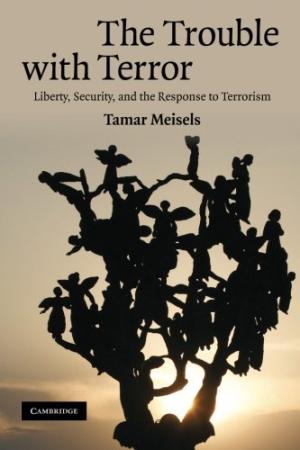 The Trouble
with Terror
Liberty, Security, and the Response to Terrorism
Tamar Meisels
CAMBRIDGE